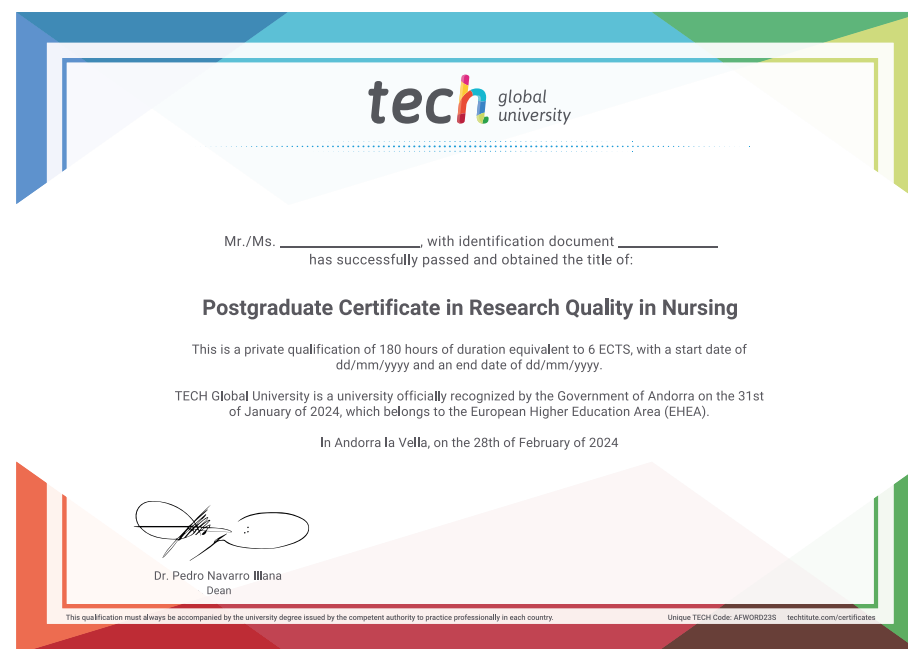 tech global university
Mr./Ms. ____________________, with identification document ______________
has successfully passed and obtained the title of:
Postgraduate Certificate in Research Quality in Nursing
This is a private qualification of 180 hours of duration equivalent to 6 ECTS, with a start date of
dd/mm/yyyy and an end date of dd/mm/yyyy.
TECH Global University is a university officially recognized by the Government of Andorra on the 31st
of January of 2024, which belongs to the European Higher Education Area (EHEA).
In Andorra la Vella, on the 28th of February of 2024
Dr. Pedro Navarro Illana
Dean
This qualification must always be accompanied by the university degree issued by the competent authority to practice professionally in each country.
Unique TECH Code: AFWORD23S techtitute.com/certificates